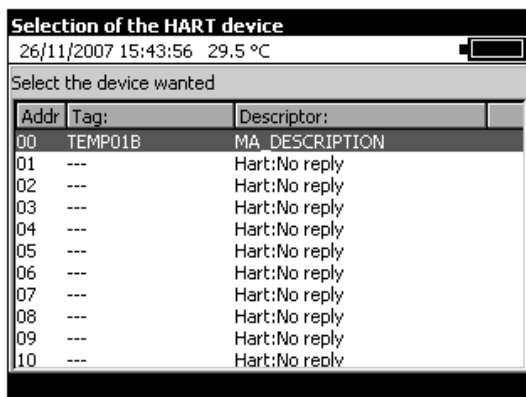 Selection of the HART device
26/11/2007 15:43:56 29.5 °C
Select the device wanted
Addr Tag: Descriptor:
00 TEMP01B MA_DESCRIPTION
01 --- Hart:No reply
02 --- Hart:No reply
03 --- Hart:No reply
04 --- Hart:No reply
05 --- Hart:No reply
06 --- Hart:No reply
07 --- Hart:No reply
08 --- Hart:No reply
09 --- Hart:No reply
10 --- Hart:No reply